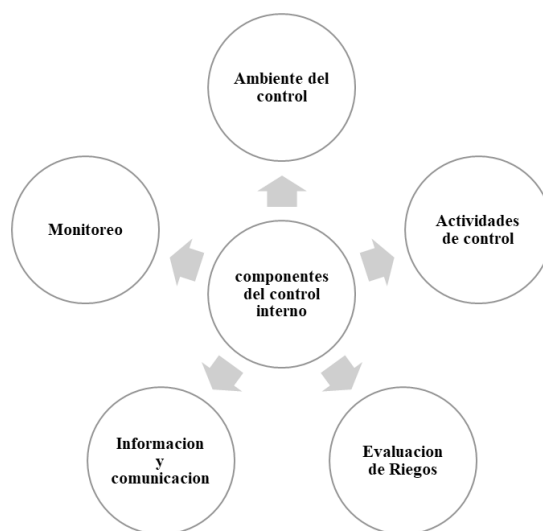 Ambiente del
control
Monitoreo
Actividades
de control
componentes
del control
interno
Informacion
y
comunicacion
Evaluacion
de Riegos